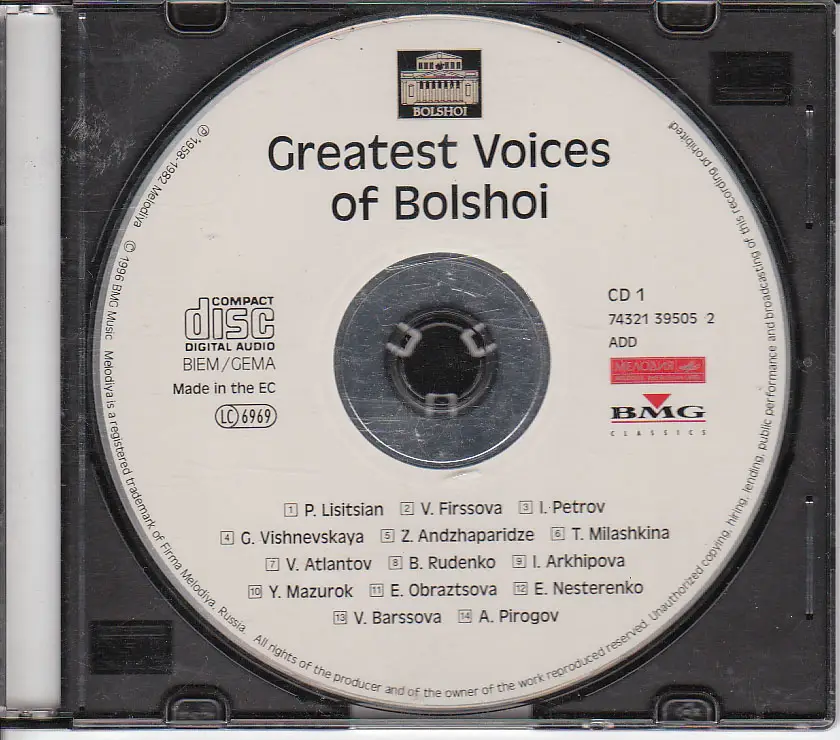 BOLSHOI
Greatest Voices
of Bolshoi
COMPACT
disc
DIGITAL AUDIO
BIEM/GEMA
Made in the EC
LC 6969
CD 1
74321 39505 2
ADD
МЕЛОДИЯ
BMG
CLASSICS
1 P. Lisitsian 2 V. Firssova 3 I. Petrov
4 G. Vishnevskaya 5 Z. Andzhaparidze 6 T. Milashkina
7 V. Atlantov 8 B. Rudenko 9 I. Arkhipova
10 Y. Mazurok 11 E. Obraztsova 12 E. Nesterenko
13 V. Barssova 14 A. Pirogov
℗ 1958-1982 Melodiya © 1996 BMG Music Melodiya is a registered trademark of Firma Melodiya, Russia. All rights of the producer and of the owner of the work reproduced reserved. Unauthorized copying, hiring, lending, public performance and broadcasting of this recording prohibited.